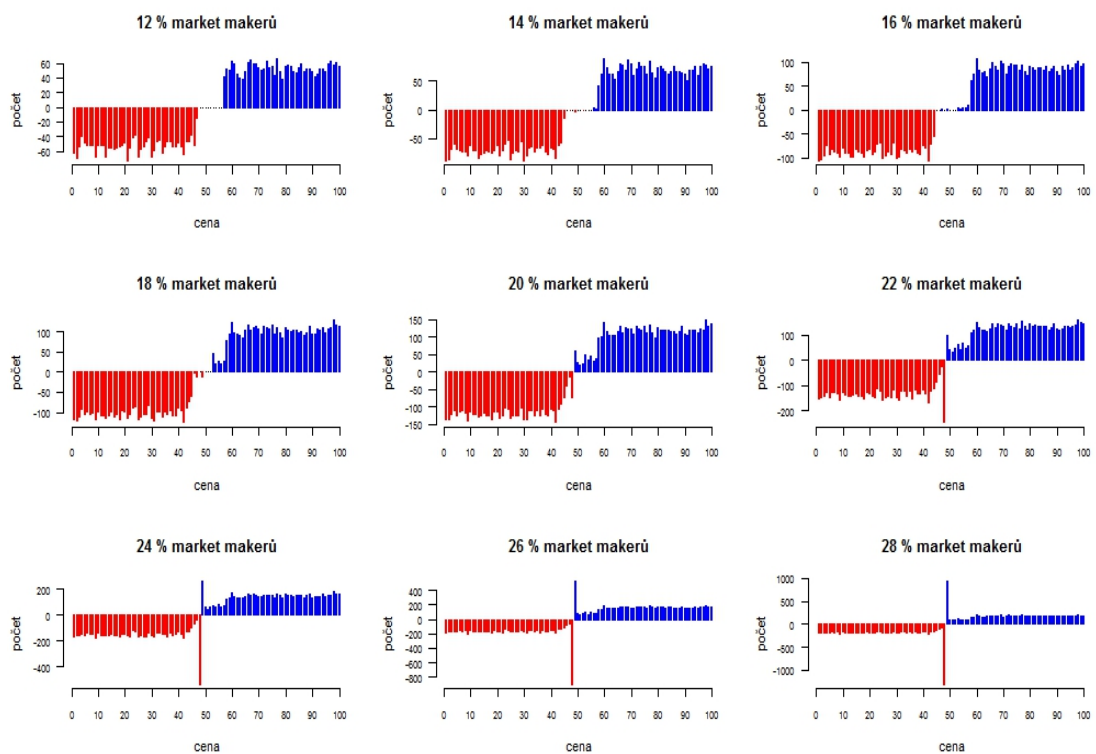 12 % market makerů
14 % market makerů
16 % market makerů
počet
60
40
20
0
-20
-40
-60
0 10 20 30 40 50 60 70 80 90 100
cena
počet
50
0
-50
0 10 20 30 40 50 60 70 80 90 100
cena
počet
100
50
0
-50
-100
0 10 20 30 40 50 60 70 80 90 100
cena
18 % market makerů
20 % market makerů
22 % market makerů
počet
100
50
0
-50
-100
0 10 20 30 40 50 60 70 80 90 100
cena
počet
150
100
50
0
-50
-100
-150
0 10 20 30 40 50 60 70 80 90 100
cena
počet
100
0
-100
-200
0 10 20 30 40 50 60 70 80 90 100
cena
24 % market makerů
26 % market makerů
28 % market makerů
počet
200
0
-200
-400
0 10 20 30 40 50 60 70 80 90 100
cena
počet
400
200
0
-200
-400
-600
-800
0 10 20 30 40 50 60 70 80 90 100
cena
počet
1000
500
0
-500
-1000
0 10 20 30 40 50 60 70 80 90 100
cena